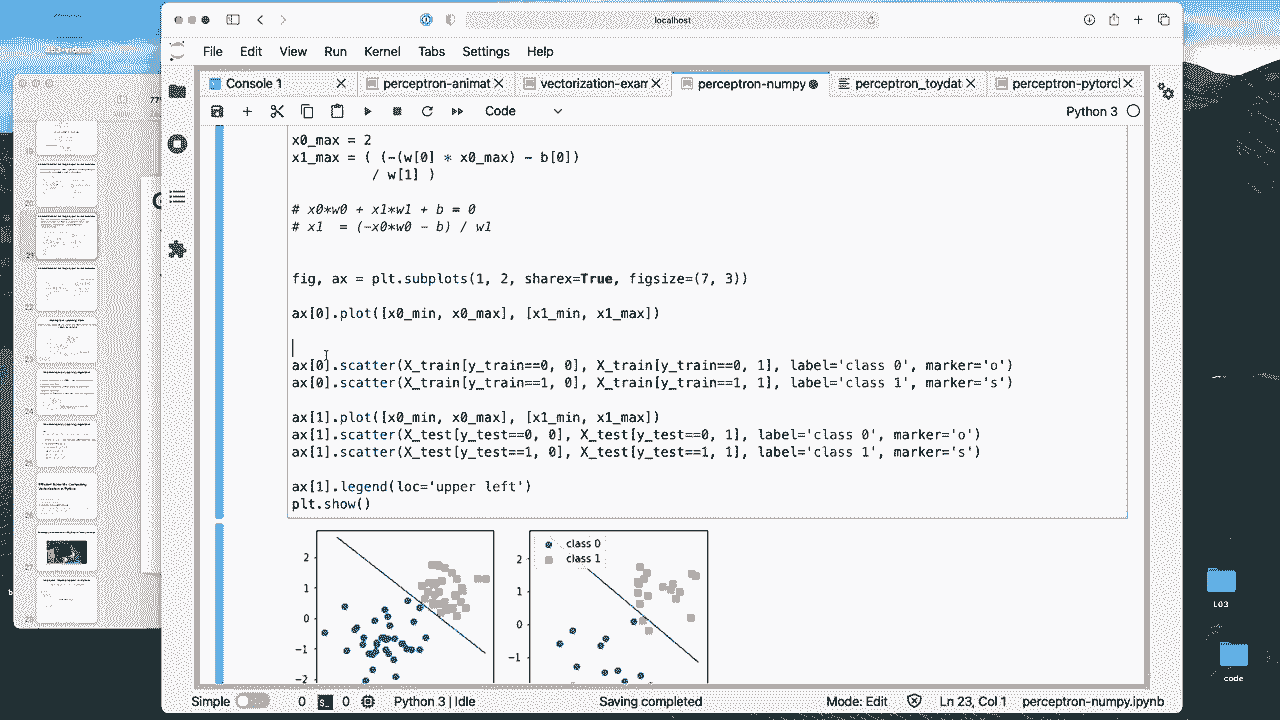 localhost
File Edit View Run Kernel Tabs Settings Help
Console 1 perceptron-animat vectorization-exam perceptron-numpy perceptron_toydat perceptron-pytorcl
Code Python 3
x0_max = 2
x1_max = ( (-(w[0] * x0_max) - b[0])
/ w[1] )
# x0*w0 + x1*w1 + b = 0
# x1 = (-x0*w0 - b) / w1
fig, ax = plt.subplots(1, 2, sharex=True, figsize=(7, 3))
ax[0].plot([x0_min, x0_max], [x1_min, x1_max])
ax[0].scatter(X_train[y_train==0, 0], X_train[y_train==0, 1], label='class 0', marker='o')
ax[0].scatter(X_train[y_train==1, 0], X_train[y_train==1, 1], label='class 1', marker='s')
ax[1].plot([x0_min, x0_max], [x1_min, x1_max])
ax[1].scatter(X_test[y_test==0, 0], X_test[y_test==0, 1], label='class 0', marker='o')
ax[1].scatter(X_test[y_test==1, 0], X_test[y_test==1, 1], label='class 1', marker='s')
ax[1].legend(loc='upper left')
plt.show()
2
1
0
-1
-2
class 0
class 1
2
1
0
-1
L03
code
Simple 0 0 Python 3 | Idle Saving completed Mode: Edit Ln 23, Col 1 perceptron-numpy.ipynb